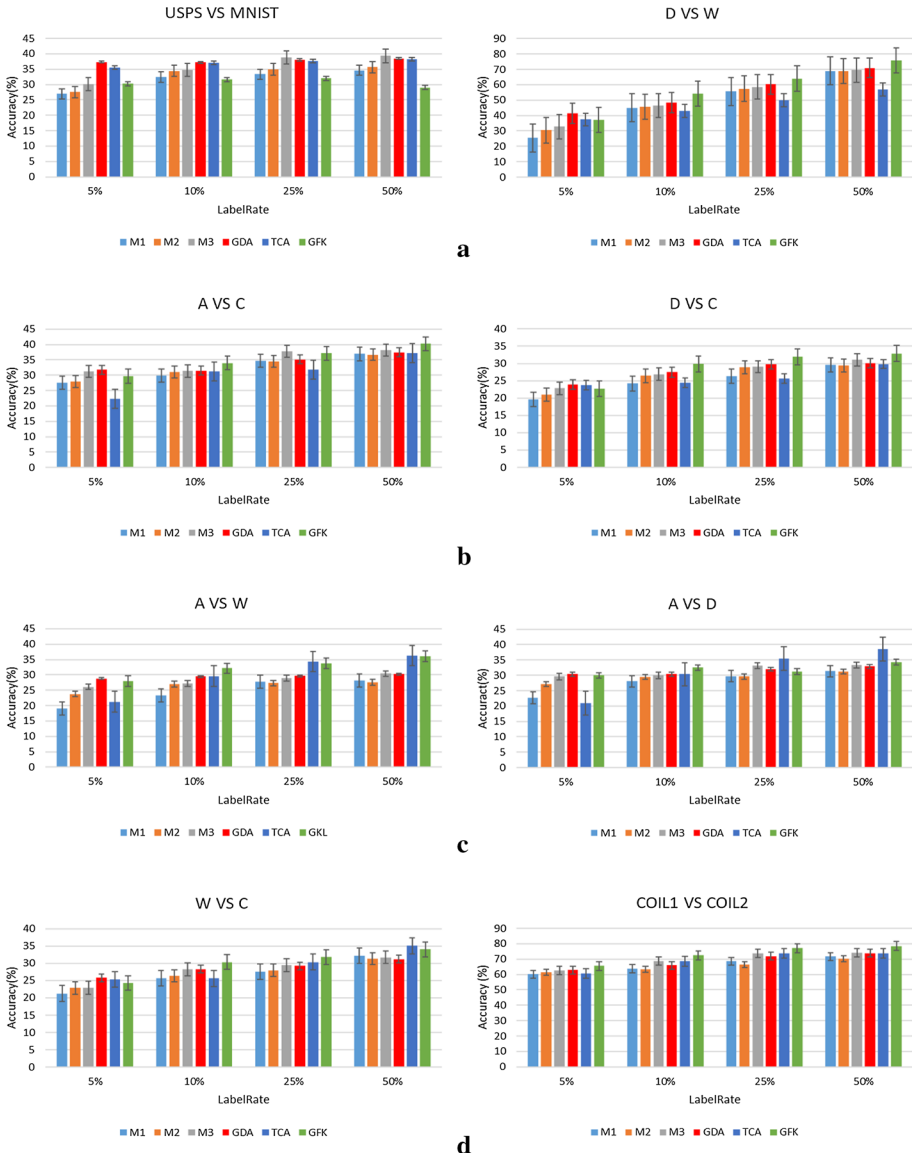 USPS VS MNIST
Accuracy(%)
45
40
35
30
25
20
15
10
5
0
5% 10% 25% 50%
LabelRate
M1 M2 M3 GDA TCA GFK
D VS W
Accuracy(%)
90
80
70
60
50
40
30
20
10
0
5% 10% 25% 50%
LabelRate
M1 M2 M3 GDA TCA GFK
a
A VS C
Accuracy(%)
45
40
35
30
25
20
15
10
5
0
5% 10% 25% 50%
LabelRate
M1 M2 M3 GDA TCA GFK
D VS C
Accuracy(%)
40
35
30
25
20
15
10
5
0
5% 10% 25% 50%
LabelRate
M1 M2 M3 GDA TCA GFK
b
A VS W
Accuracy(%)
45
40
35
30
25
20
15
10
5
0
5% 10% 25% 50%
LabelRate
M1 M2 M3 GDA TCA GKL
A VS D
Accuract(%)
45
40
35
30
25
20
15
10
5
0
5% 10% 25% 50%
LabelRate
M1 M2 M3 GDA TCA GFK
c
W VS C
Accuracy(%)
40
35
30
25
20
15
10
5
0
5% 10% 25% 50%
LabelRate
M1 M2 M3 GDA TCA GFK
COIL1 VS COIL2
Accuracy (%)
90
80
70
60
50
40
30
20
10
0
5% 10% 25% 50%
LabelRate
M1 M2 M3 GDA TCA GFK
d